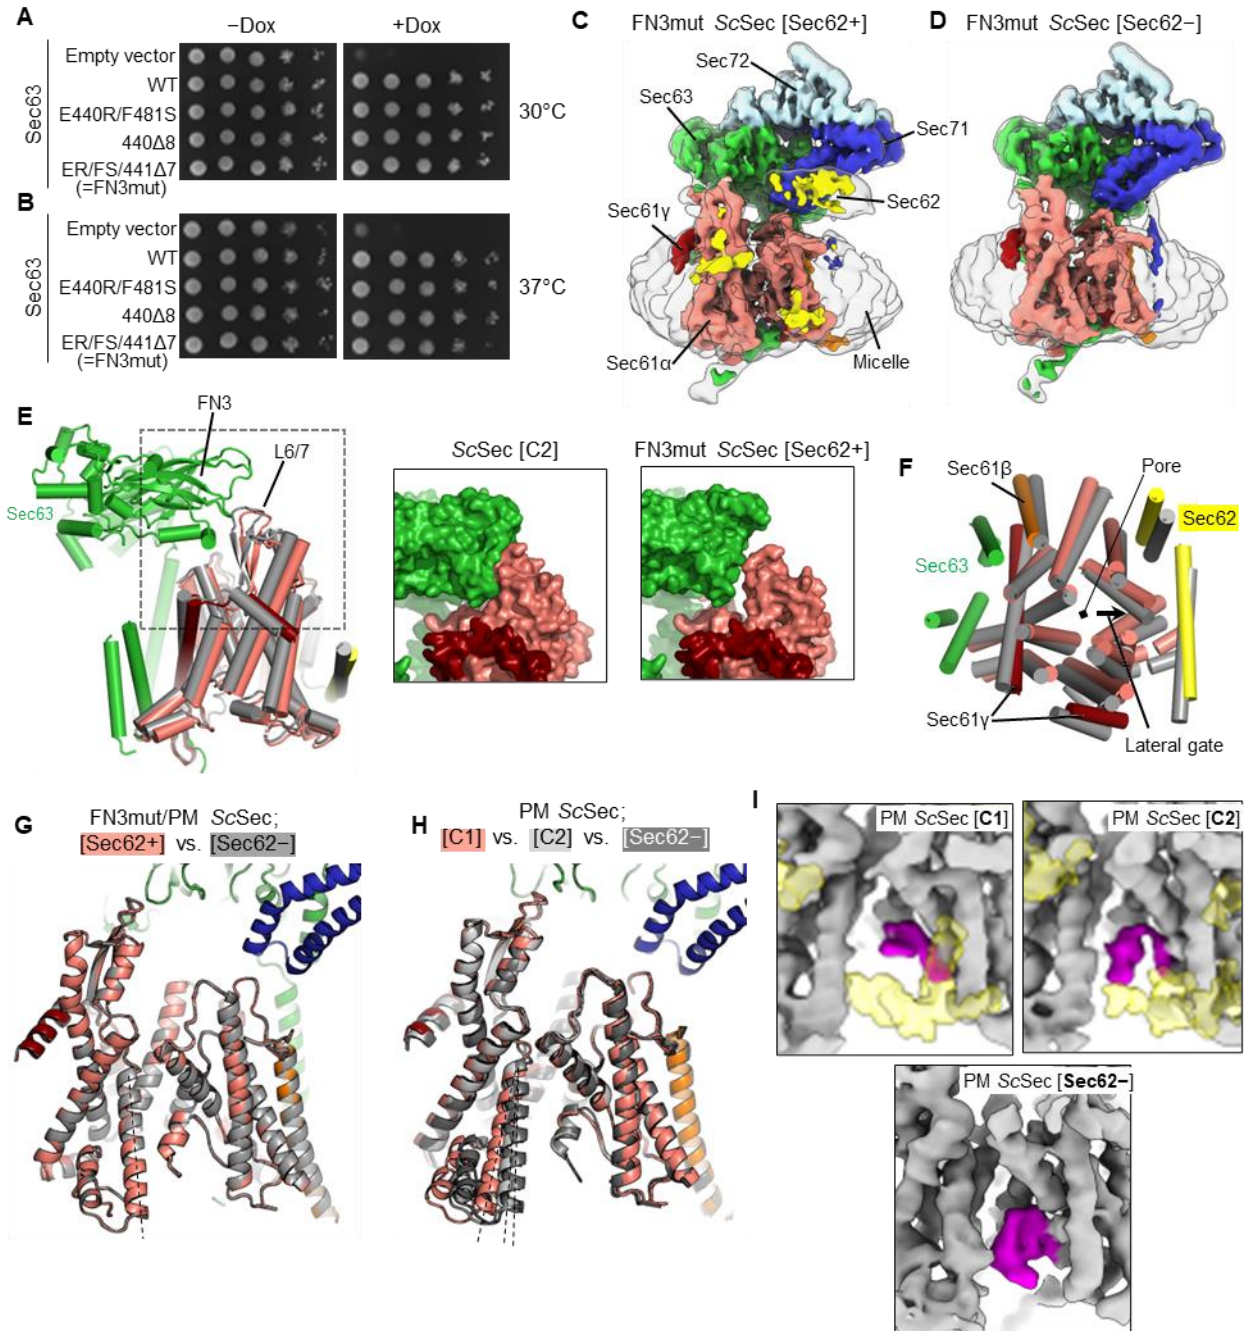 A
−Dox
+Dox
Sec63
Empty vector
WT
E440R/F481S
440Δ8
ER/FS/441Δ7
(=FN3mut)
30°C
B
Sec63
Empty vector
WT
E440R/F481S
440Δ8
ER/FS/441Δ7
(=FN3mut)
37°C
C
FN3mut ScSec [Sec62+]
Sec72
Sec63
Sec71
Sec62
Sec61γ
Sec61α
Micelle
D
FN3mut ScSec [Sec62−]
E
FN3
L6/7
Sec63
ScSec [C2]
FN3mut ScSec [Sec62+]
F
Sec61β
Pore
Sec62
Sec63
Sec61γ
Lateral gate
G
FN3mut/PM ScSec;
[Sec62+] vs. [Sec62−]
H
PM ScSec;
[C1] vs. [C2] vs. [Sec62−]
I
PM ScSec [C1]
PM ScSec [C2]
PM ScSec [Sec62−]